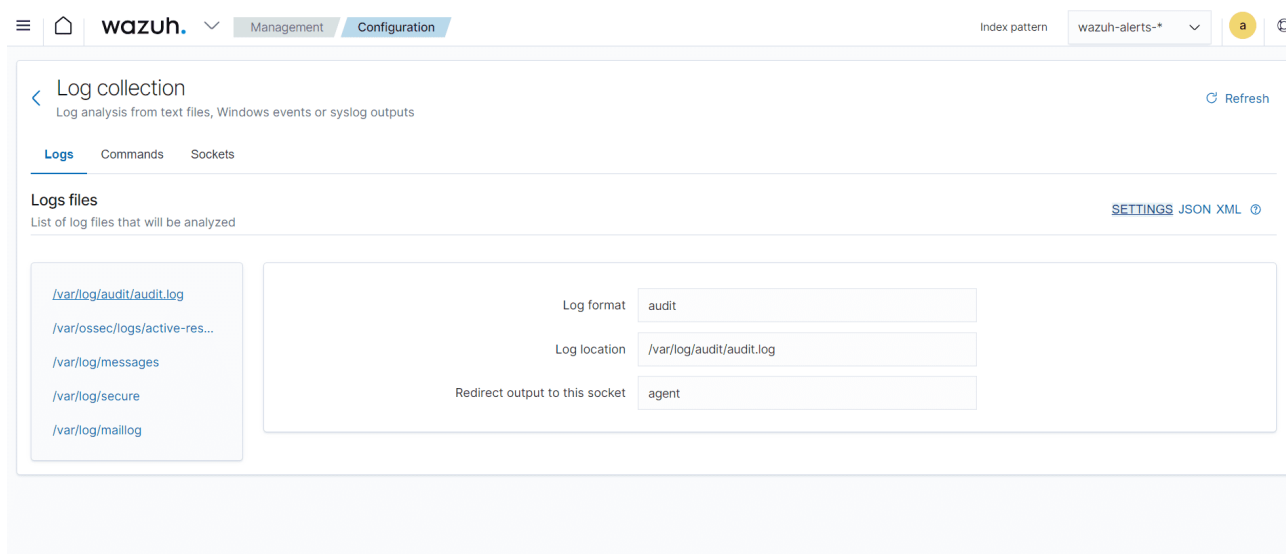 wazuh. Management Configuration Index pattern wazuh-alerts-* a
Log collection
Log analysis from text files, Windows events or syslog outputs
Refresh
Logs Commands Sockets
Logs files
List of log files that will be analyzed
SETTINGS JSON XML
/var/log/audit/audit.log
/var/ossec/logs/active-res...
/var/log/messages
/var/log/secure
/var/log/maillog
Log format audit
Log location /var/log/audit/audit.log
Redirect output to this socket agent